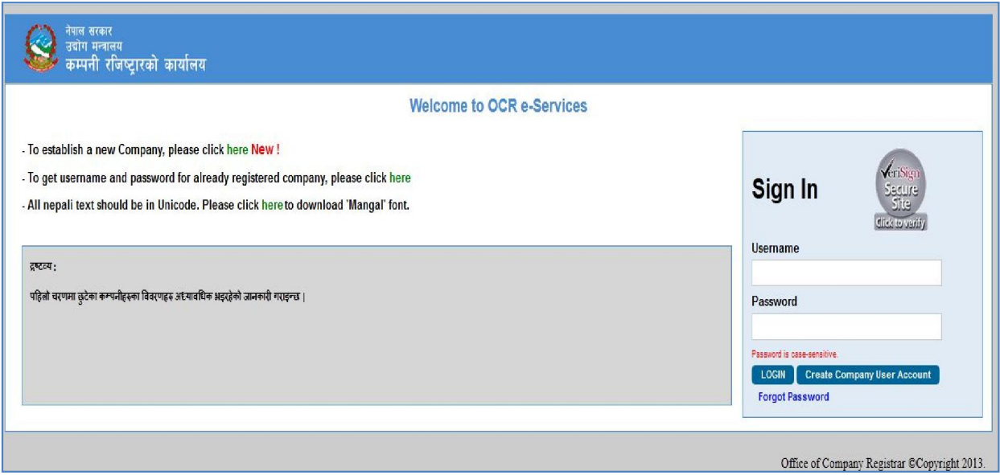 नेपाल सरकार
उद्योग मन्त्रालय
कम्पनी रजिष्ट्रारको कार्यालय
Welcome to OCR e-Services
- To establish a new Company, please click here New !
- To get username and password for already registered company, please click here
- All nepali text should be in Unicode. Please click here to download 'Mangal' font.
द्रष्टव्य :
पहिलो चरणमा छुटेका कम्पनीहरुका विवरणहरु अध्यावधिक भइरहेको जानकारी गराइन्छ |
Sign In
VeriSign
Secure
Site
Click to verify
Username
Password
Password is case-sensitive.
LOGIN Create Company User Account
Forgot Password
Office of Company Registrar ©Copyright 2013.